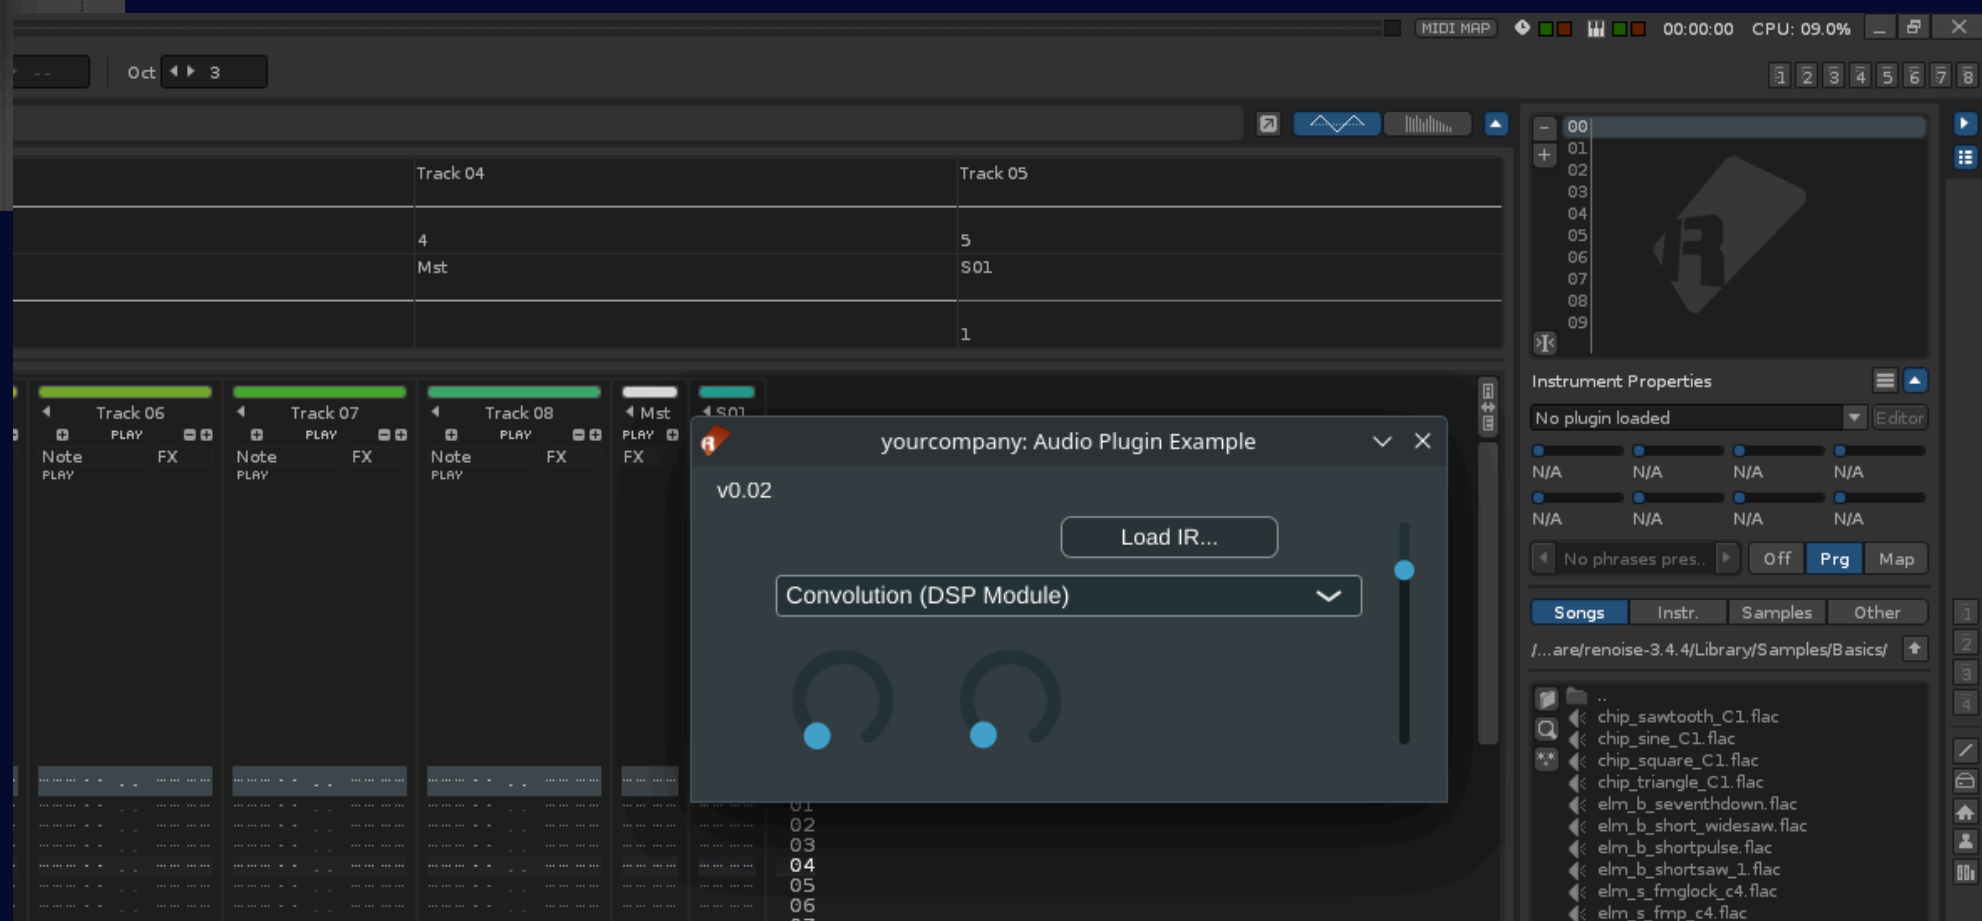 MIDI MAP 00:00:00 CPU: 09.0%
Oct 3
1 2 3 4 5 6 7 8
Track 04 Track 05
4 5
Mst S01
1
00
01
02
03
04
05
06
07
08
09
Instrument Properties
No plugin loaded Editor
N/A N/A N/A N/A
N/A N/A N/A N/A
No phrases pres.. Off Prg Map
Songs Instr. Samples Other
/...are/renoise-3.4.4/Library/Samples/Basics/
..
chip_sawtooth_C1.flac
chip_sine_C1.flac
chip_square_C1.flac
chip_triangle_C1.flac
elm_b_seventhdown.flac
elm_b_short_widesaw.flac
elm_b_shortpulse.flac
elm_b_shortsaw_1.flac
elm_s_fmglock_c4.flac
elm_s_fmp_c4.flac
1
2
3
4
Track 06 Track 07 Track 08 Mst S01
PLAY PLAY PLAY PLAY
Note FX Note FX Note FX FX
PLAY PLAY PLAY
yourcompany: Audio Plugin Example
v0.02
Load IR...
Convolution (DSP Module)
01
02
03
04
05
06